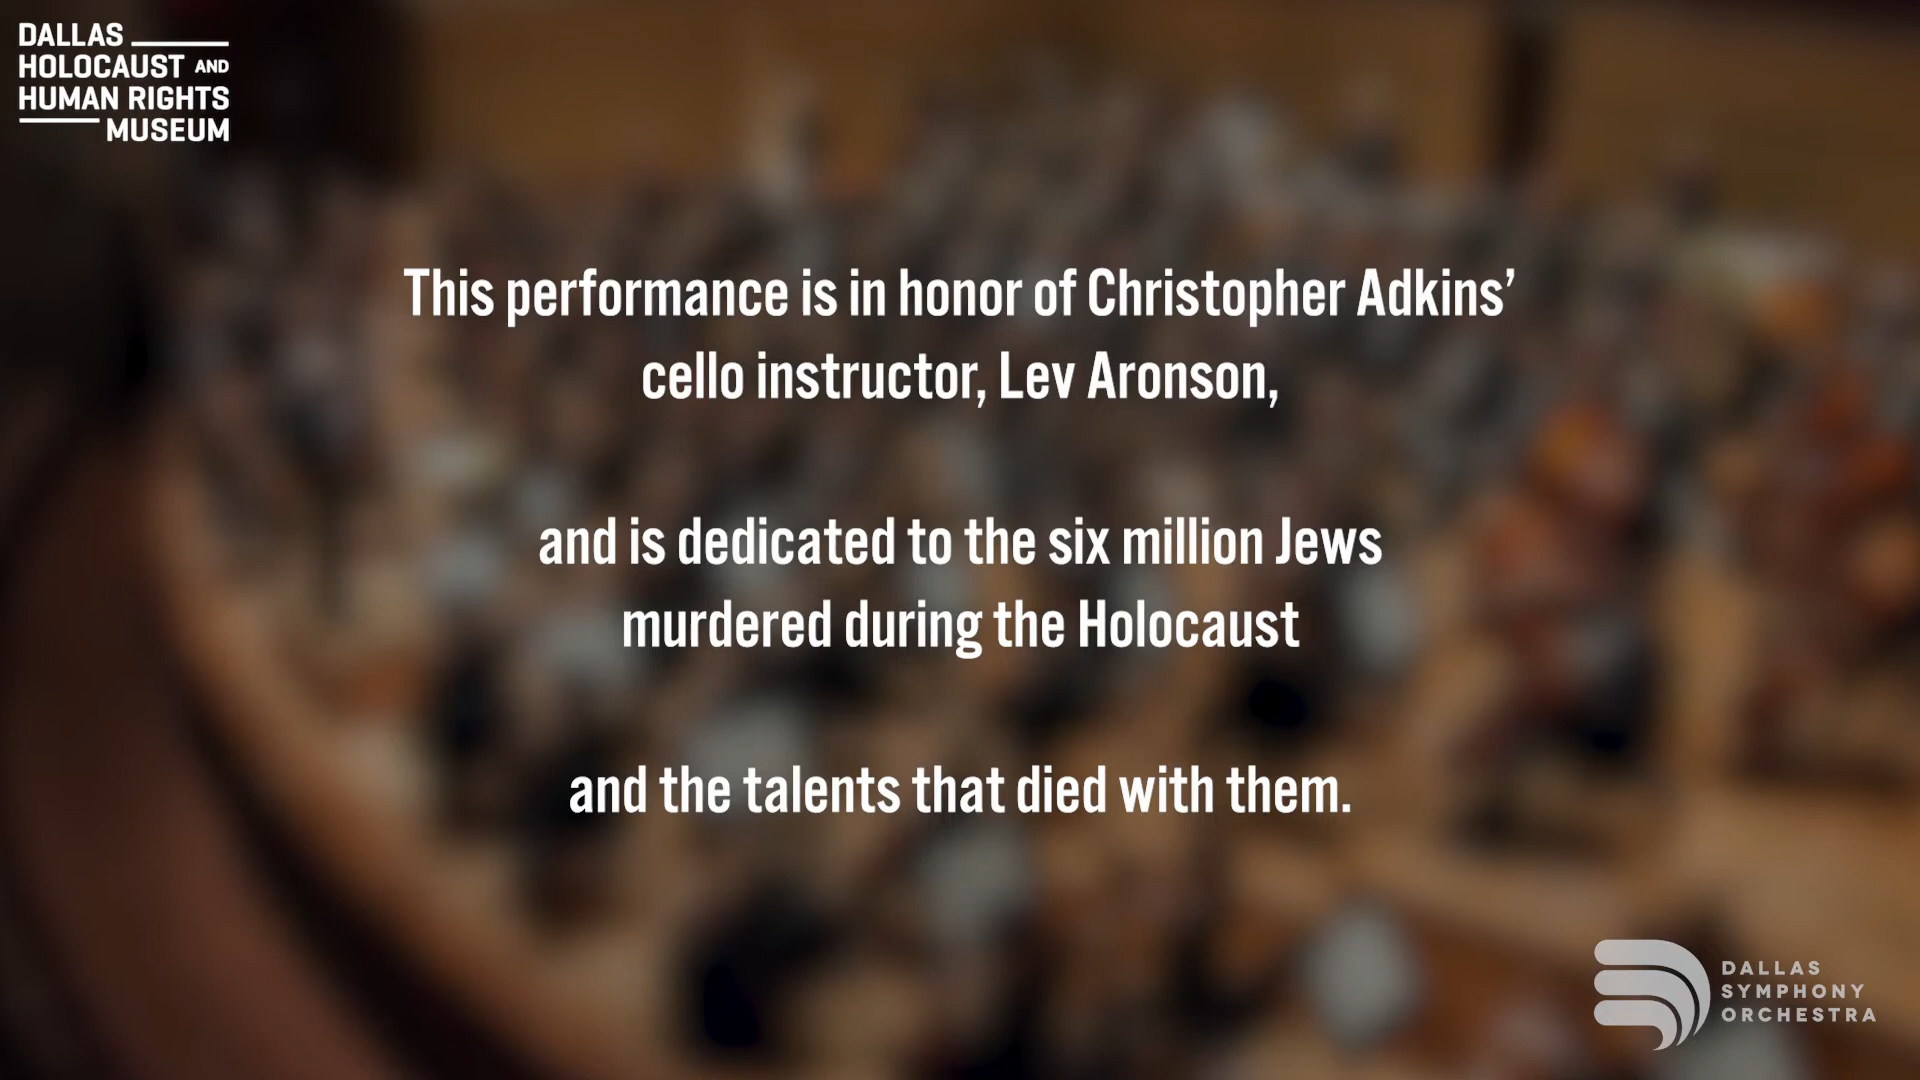 DALLAS
HOLOCAUST AND
HUMAN RIGHTS
MUSEUM
This performance is in honor of Christopher Adkins’
cello instructor, Lev Aronson,
and is dedicated to the six million Jews
murdered during the Holocaust
and the talents that died with them.
DALLAS
SYMPHONY
ORCHESTRA